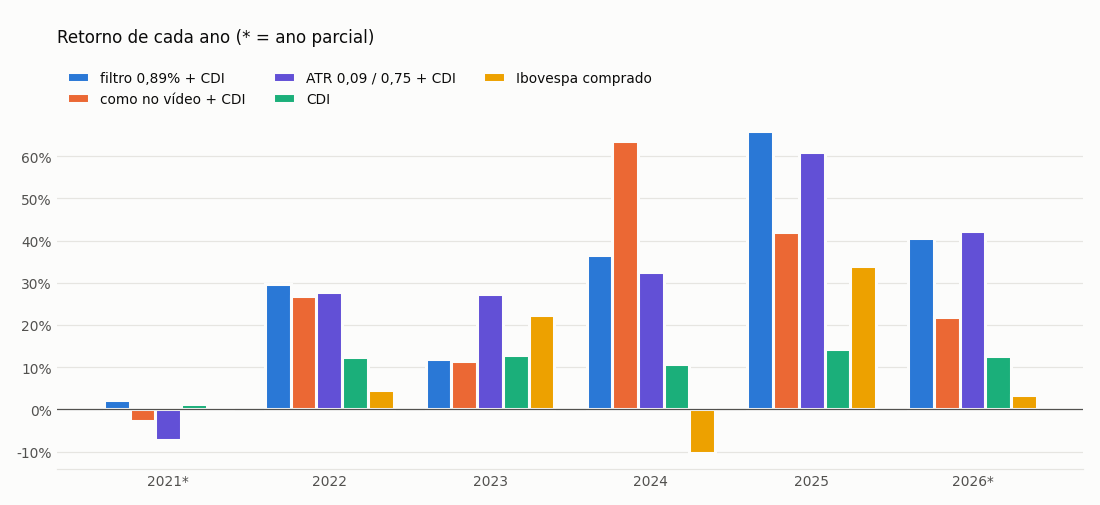 Retorno de cada ano (* = ano parcial)
filtro 0,89% + CDI
como no vídeo + CDI
ATR 0,09 / 0,75 + CDI
CDI
Ibovespa comprado
60%
50%
40%
30%
20%
10%
0%
-10%
2021*
2022
2023
2024
2025
2026*